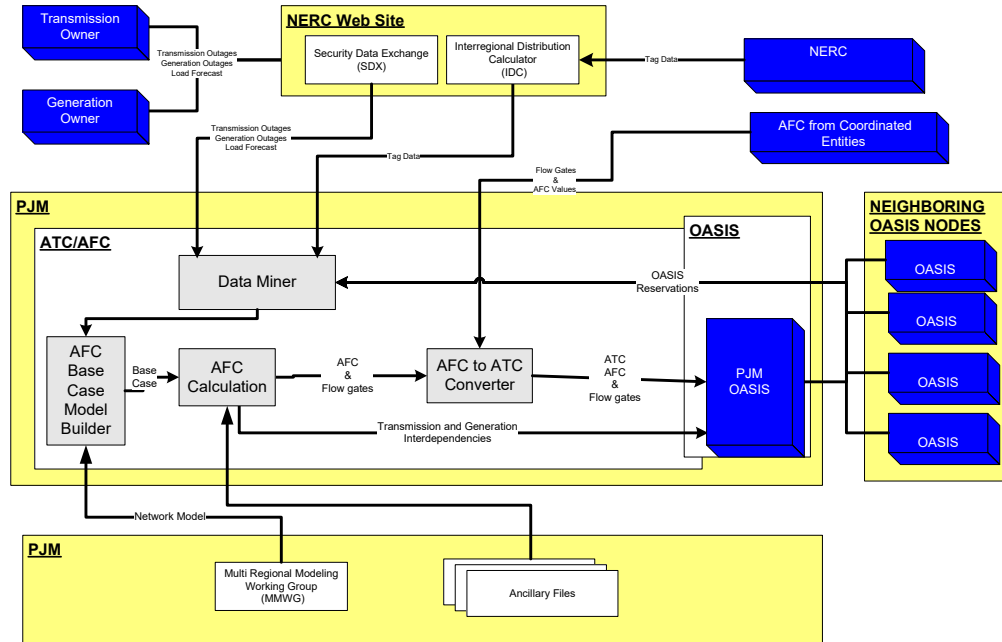 Transmission
Owner
Generation
Owner
Transmission Outages
Generation Outages
Load Forecast
NERC Web Site
Security Data Exchange
(SDX)
Interregional Distribution
Calculator
(IDC)
Tag Data
NERC
AFC from Coordinated
Entities
Transmission Outages
Generation Outages
Load Forecast
Tag Data
Flow Gates
&
AFC Values
PJM
ATC/AFC
Data Miner
OASIS
OASIS
Reservations
NEIGHBORING
OASIS NODES
OASIS
OASIS
OASIS
OASIS
AFC
Base
Case
Model
Builder
Base
Case
AFC
Calculation
AFC
&
Flow gates
AFC to ATC
Converter
ATC
AFC
&
Flow gates
PJM
OASIS
Transmission and Generation
Interdependencies
Network Model
PJM
Multi Regional Modeling
Working Group
(MMWG)
Ancillary Files